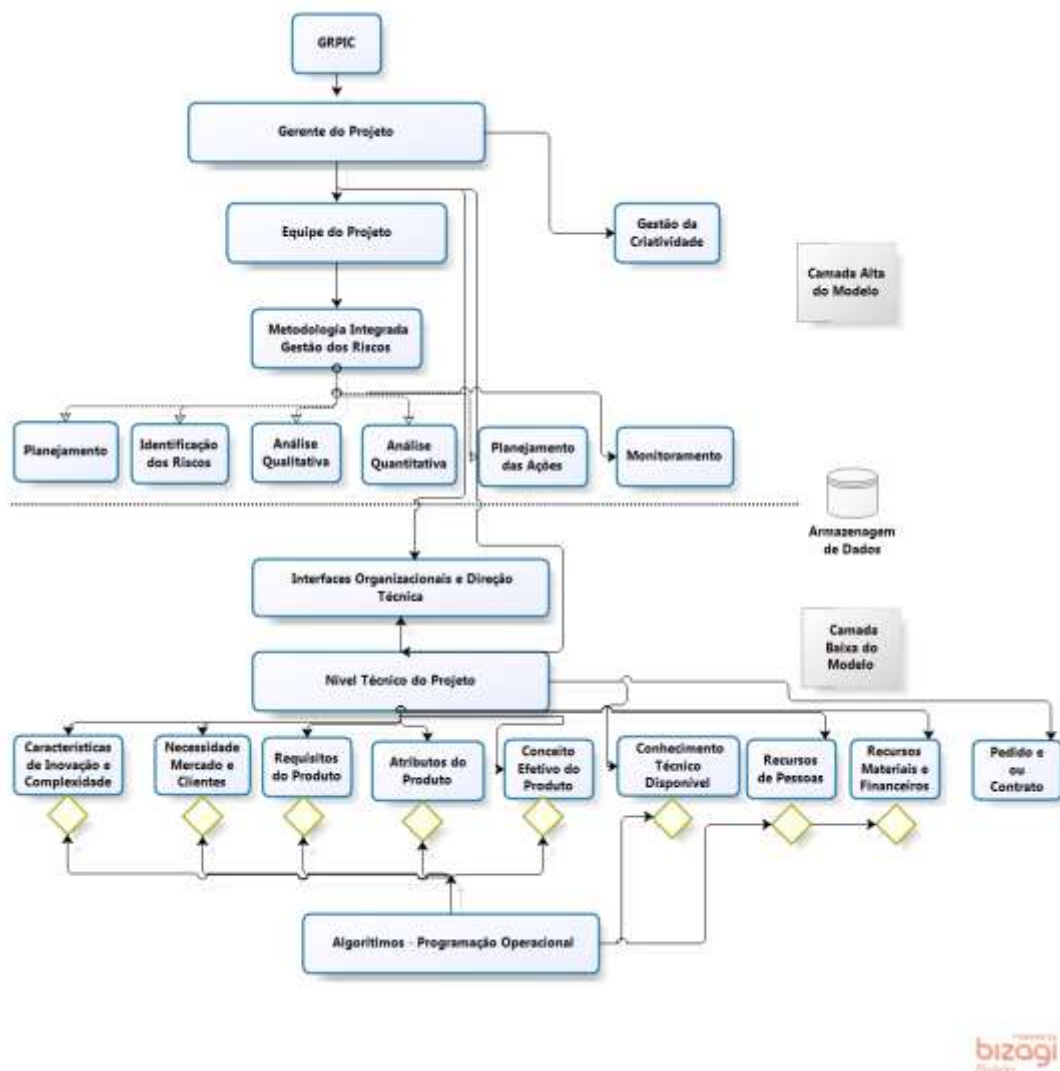 GRPIC
Gerente do Projeto
Equipe do Projeto
Gestão da
Criatividade
Camada Alta
do Modelo
Metodologia Integrada
Gestão dos Riscos
Planejamento
Identificação
dos Riscos
Análise
Qualitativa
Análise
Quantitativa
Planejamento
das Ações
Monitoramento
Armazenagem
de Dados
Interfaces Organizacionais e Direção
Técnica
Camada
Baixa do
Modelo
Nível Técnico do Projeto
Características
de Inovação e
Complexidade
Necessidade
Mercado e
Clientes
Requisitos
do Produto
Atributos do
Produto
Conceito
Efetivo do
Produto
Conhecimento
Técnico
Disponível
Recursos
de Pessoas
Recursos
Materiais e
Financeiros
Pedido e
ou
Contrato
Algorítimos - Programação Operacional
bizagi